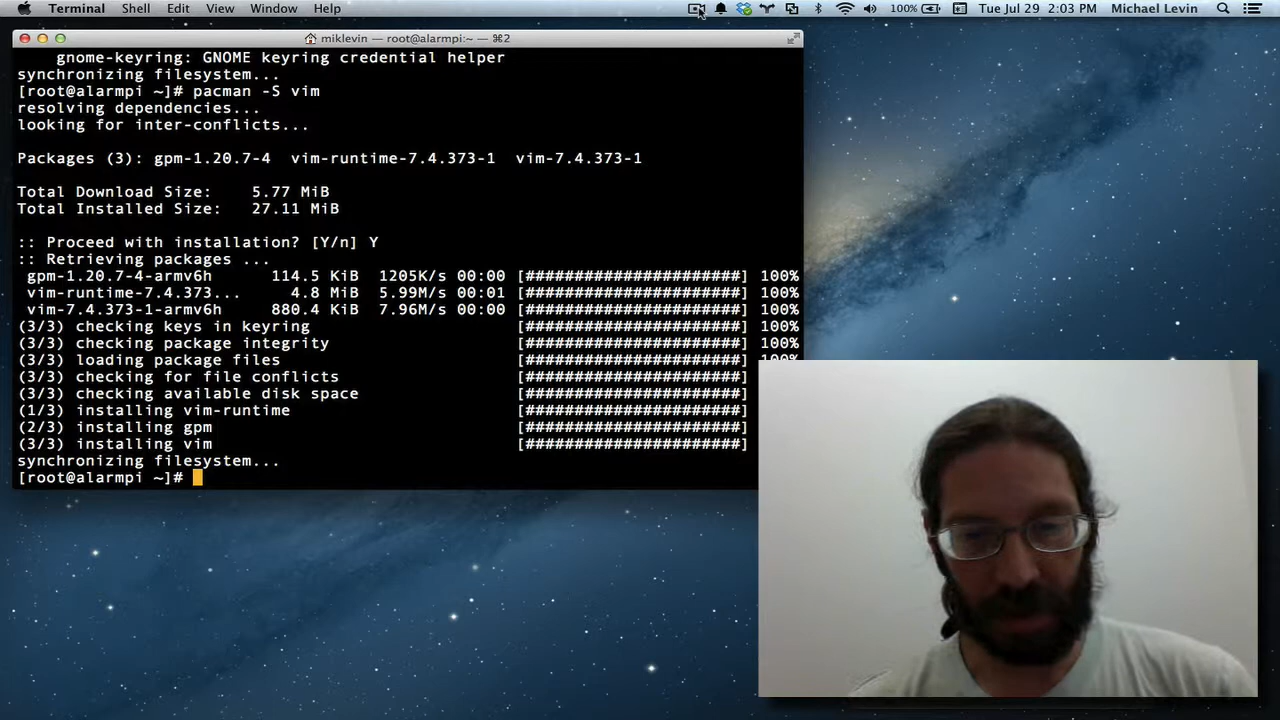 Terminal Shell Edit View Window Help 100% Tue Jul 29 2:03 PM Michael Levin
miklevin — root@alarmpi:~ — ⌘2
gnome-keyring: GNOME keyring credential helper
synchronizing filesystem...
[root@alarmpi ~]# pacman -S vim
resolving dependencies...
looking for inter-conflicts...
Packages (3): gpm-1.20.7-4 vim-runtime-7.4.373-1 vim-7.4.373-1
Total Download Size: 5.77 MiB
Total Installed Size: 27.11 MiB
:: Proceed with installation? [Y/n] Y
:: Retrieving packages ...
gpm-1.20.7-4-armv6h 114.5 KiB 1205K/s 00:00 [######################] 100%
vim-runtime-7.4.373... 4.8 MiB 5.99M/s 00:01 [######################] 100%
vim-7.4.373-1-armv6h 880.4 KiB 7.96M/s 00:00 [######################] 100%
(3/3) checking keys in keyring [######################] 100%
(3/3) checking package integrity [######################] 100%
(3/3) loading package files [######################] 100%
(3/3) checking for file conflicts [######################]
(3/3) checking available disk space [######################]
(1/3) installing vim-runtime [######################]
(2/3) installing gpm [######################]
(3/3) installing vim [######################]
synchronizing filesystem...
[root@alarmpi ~]#